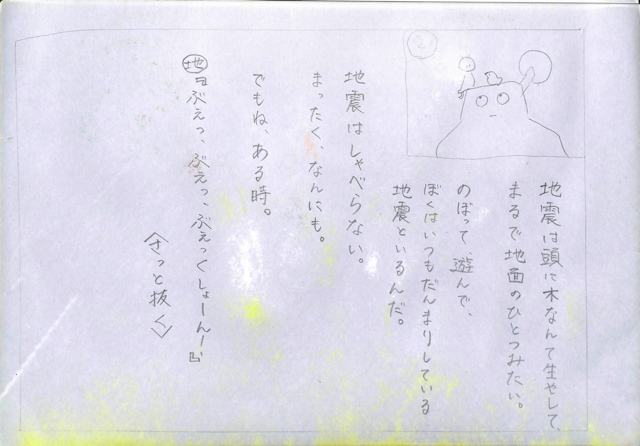 ②
地震は頭に木なんて生やして、
まるで地面のひとつみたい。
のぼって遊んで、
ぼくはいつもだんまりしている
地震といるんだ。
地震はしゃべらない。
まったく、なんにも。
でもね、ある時。
地『ぶえっ、ぶえっ、ぶえっくしょーんー』
〈さっと抜く〉